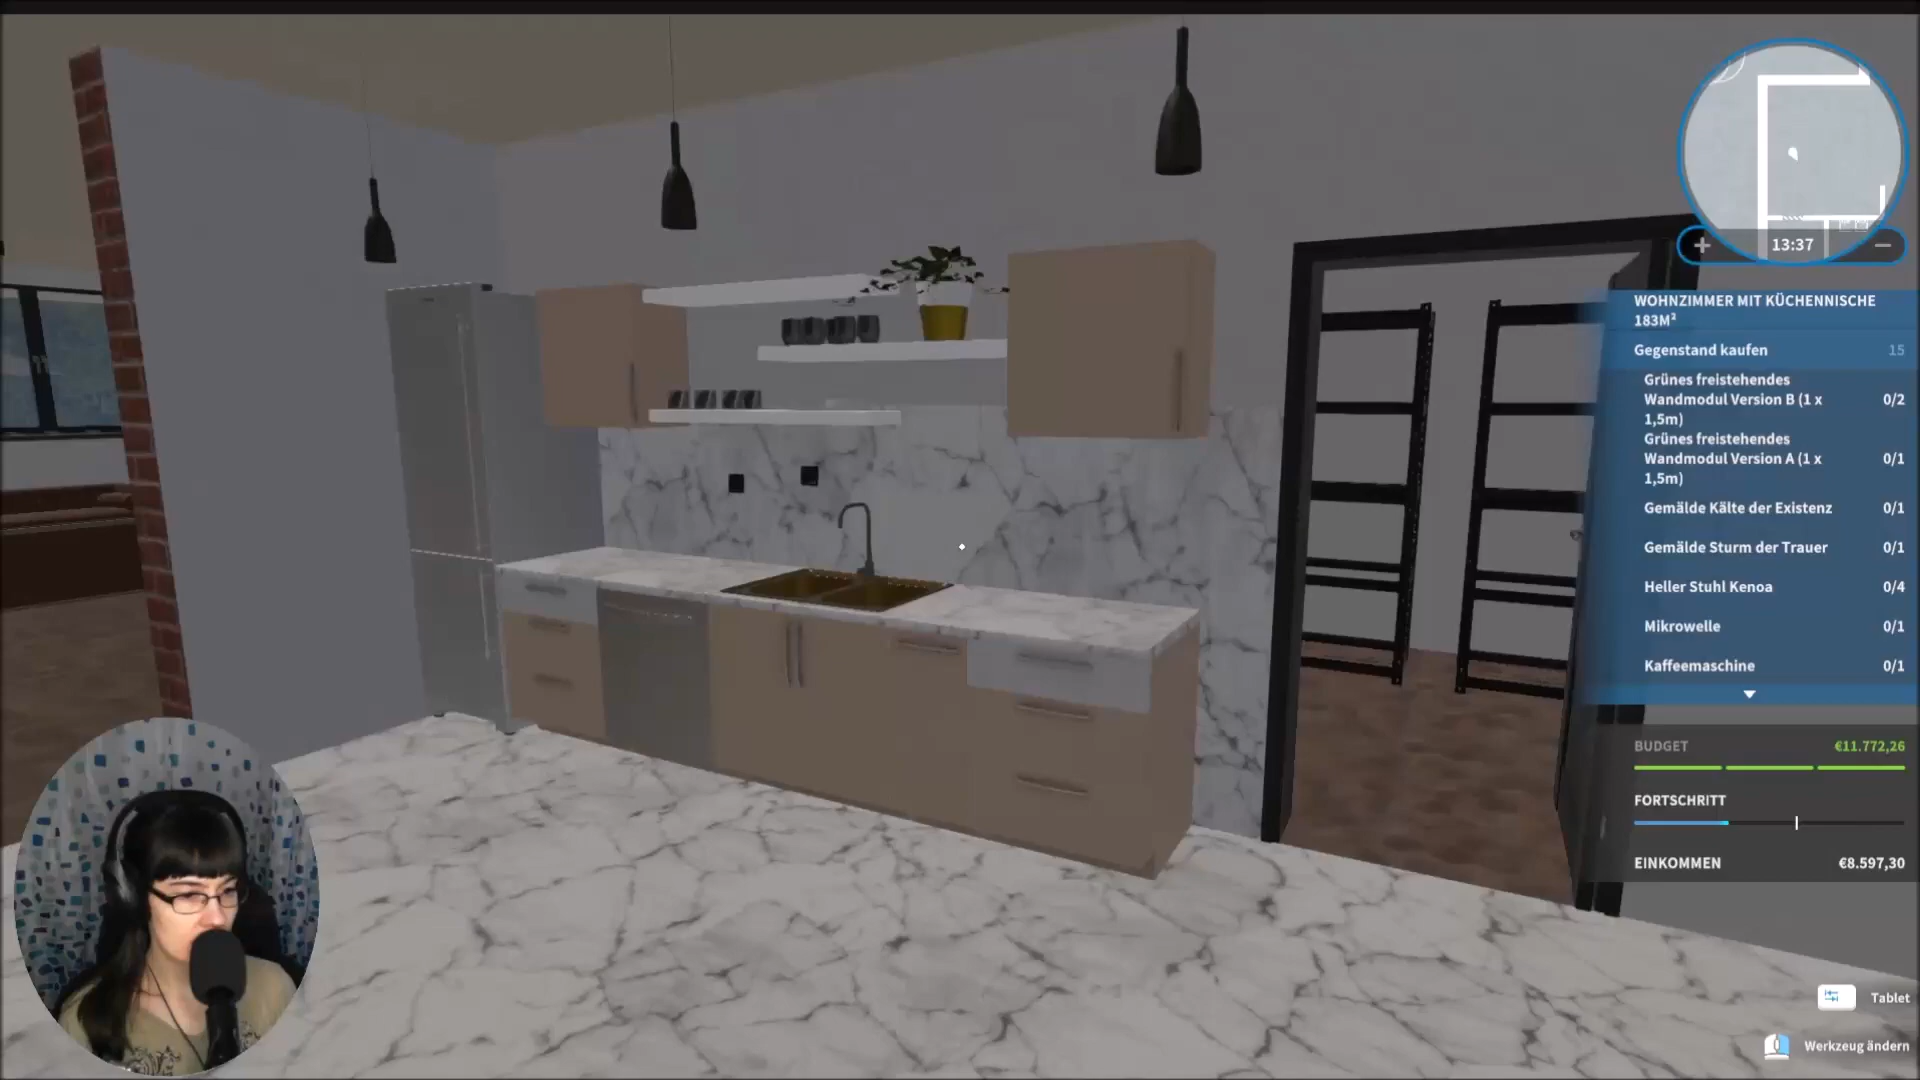 13:37
WOHNZIMMER MIT KÜCHENNISCHE
183M²
Gegenstand kaufen 15
Grünes freistehendes
Wandmodul Version B (1 x 0/2
1,5m)
Grünes freistehendes
Wandmodul Version A (1 x 0/1
1,5m)
Gemälde Kälte der Existenz 0/1
Gemälde Sturm der Trauer 0/1
Heller Stuhl Kenoa 0/4
Mikrowelle 0/1
Kaffeemaschine 0/1
BUDGET €11.772,26
FORTSCHRITT
EINKOMMEN €8.597,30
Tablet
Werkzeug ändern